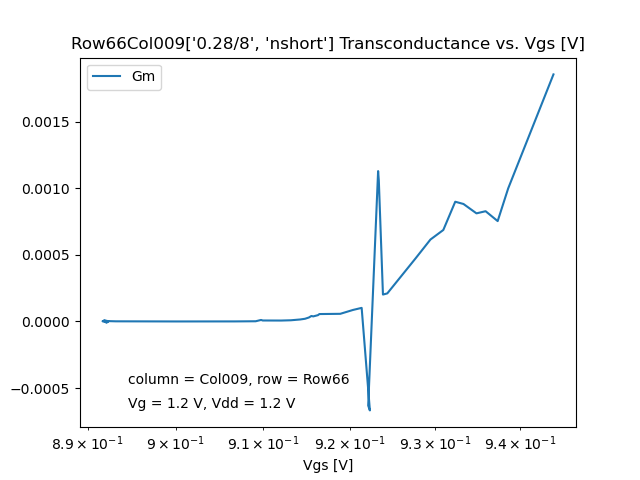 Row66Col009['0.28/8', 'nshort'] Transconductance vs. Vgs [V]
Gm
0.0015
0.0010
0.0005
0.0000
−0.0005
column = Col009, row = Row66
Vg = 1.2 V, Vdd = 1.2 V
8.9 × 10⁻¹ 9 × 10⁻¹ 9.1 × 10⁻¹ 9.2 × 10⁻¹ 9.3 × 10⁻¹ 9.4 × 10⁻¹
Vgs [V]